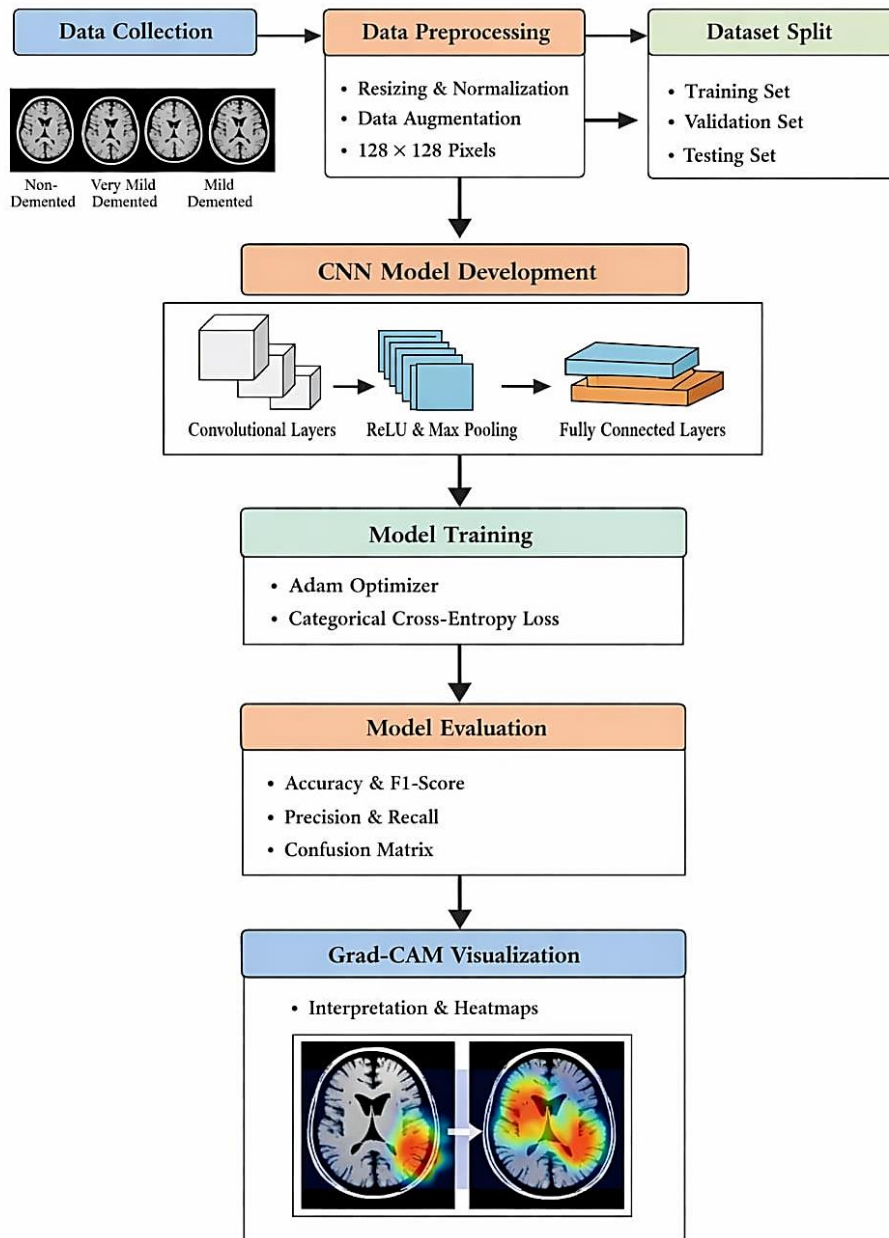 Data Collection
Data Preprocessing
Dataset Split
• Resizing & Normalization
• Data Augmentation
• 128 × 128 Pixels
• Training Set
• Validation Set
• Testing Set
Non-
Demented
Very Mild
Demented
Mild
Demented
CNN Model Development
Convolutional Layers
ReLU & Max Pooling
Fully Connected Layers
Model Training
• Adam Optimizer
• Categorical Cross-Entropy Loss
Model Evaluation
• Accuracy & F1-Score
• Precision & Recall
• Confusion Matrix
Grad-CAM Visualization
• Interpretation & Heatmaps